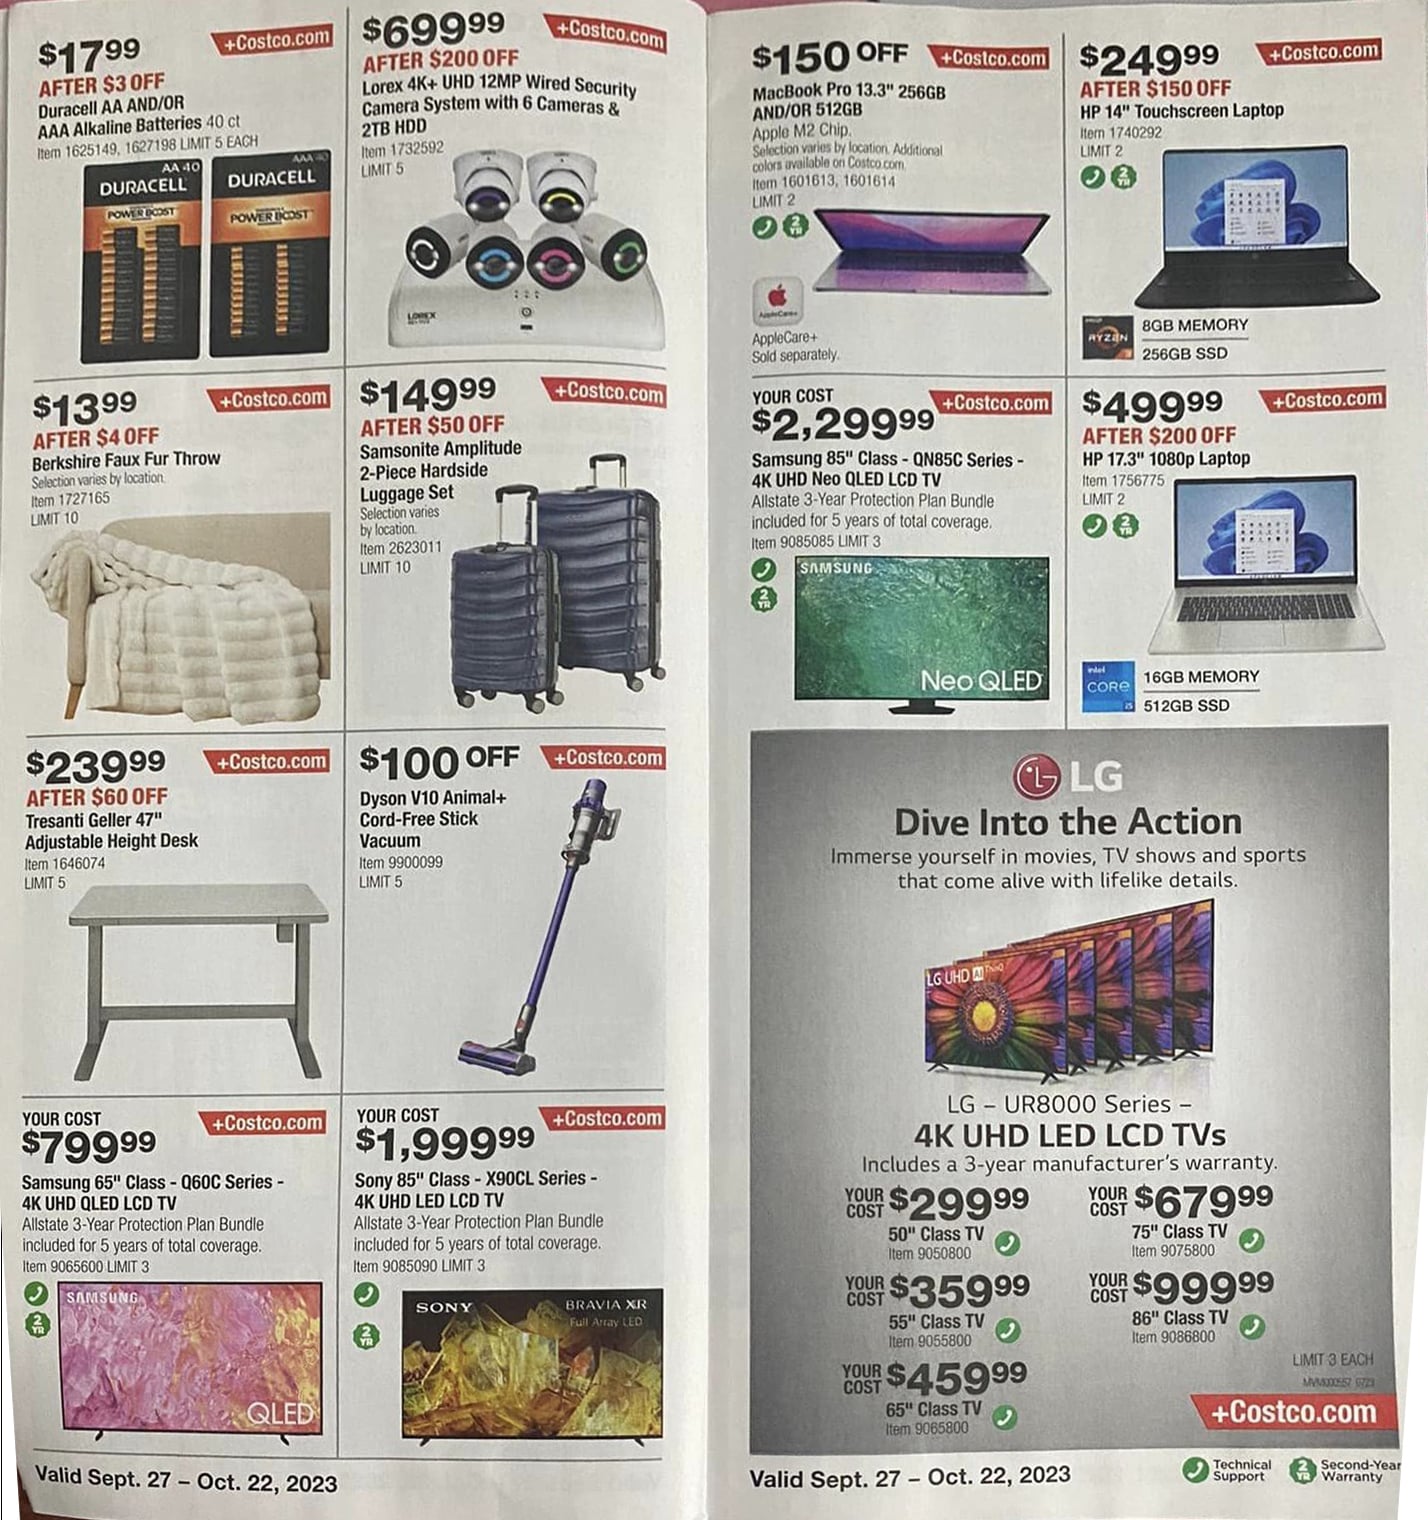 $17.99
+Costco.com
AFTER $3 OFF
Duracell AA AND/OR
AAA Alkaline Batteries 40 ct
Item 1625149, 1627198 LIMIT 5 EACH
AA 40
DURACELL
POWER BOOST
AAA 40
DURACELL
POWER BOOST
$699.99
+Costco.com
AFTER $200 OFF
Lorex 4K+ UHD 12MP Wired Security
Camera System with 6 Cameras &
2TB HDD
Item 1732592
LIMIT 5
LOREX
$13.99
+Costco.com
AFTER $4 OFF
Berkshire Faux Fur Throw
Selection varies by location.
Item 1727165
LIMIT 10
$149.99
+Costco.com
AFTER $50 OFF
Samsonite Amplitude
2-Piece Hardside
Luggage Set
Selection varies
by location.
Item 2623011
LIMIT 10
$239.99
+Costco.com
AFTER $60 OFF
Tresanti Geller 47"
Adjustable Height Desk
Item 1646074
LIMIT 5
$100 OFF
+Costco.com
Dyson V10 Animal+
Cord-Free Stick
Vacuum
Item 9900099
LIMIT 5
YOUR COST
+Costco.com
$799.99
Samsung 65" Class - Q60C Series -
4K UHD QLED LCD TV
Allstate 3-Year Protection Plan Bundle
included for 5 years of total coverage.
Item 9065600 LIMIT 3
2
YR
SAMSUNG
QLED
YOUR COST
+Costco.com
$1,999.99
Sony 85" Class - X90CL Series -
4K UHD LED LCD TV
Allstate 3-Year Protection Plan Bundle
included for 5 years of total coverage.
Item 9085090 LIMIT 3
2
YR
SONY
BRAVIA XR
Full Array LED
Valid Sept. 27 – Oct. 22, 2023
$150 OFF
+Costco.com
MacBook Pro 13.3" 256GB
AND/OR 512GB
Apple M2 Chip.
Selection varies by location. Additional
colors available on Costco.com.
Item 1601613, 1601614
LIMIT 2
2
YR
AppleCare+
AppleCare+
Sold separately.
$249.99
+Costco.com
AFTER $150 OFF
HP 14" Touchscreen Laptop
Item 1740292
LIMIT 2
2
YR
AMD
RYZEN
3
8GB MEMORY
256GB SSD
YOUR COST
+Costco.com
$2,299.99
Samsung 85" Class - QN85C Series -
4K UHD Neo QLED LCD TV
Allstate 3-Year Protection Plan Bundle
included for 5 years of total coverage.
Item 9085085 LIMIT 3
2
YR
SAMSUNG
Neo QLED
$499.99
+Costco.com
AFTER $200 OFF
HP 17.3" 1080p Laptop
Item 1756775
LIMIT 2
2
YR
intel
CORE
i5
16GB MEMORY
512GB SSD
LG
Dive Into the Action
Immerse yourself in movies, TV shows and sports
that come alive with lifelike details.
LG UHD AI ThinQ
LG – UR8000 Series –
4K UHD LED LCD TVs
Includes a 3-year manufacturer's warranty.
YOUR COST $299.99
50" Class TV
Item 9050800
YOUR COST $679.99
75" Class TV
Item 9075800
YOUR COST $359.99
55" Class TV
Item 9055800
YOUR COST $999.99
86" Class TV
Item 9086800
YOUR COST $459.99
65" Class TV
Item 9065800
LIMIT 3 EACH
+Costco.com
Valid Sept. 27 – Oct. 22, 2023
Technical
Support
2
YR
Second-Year
Warranty